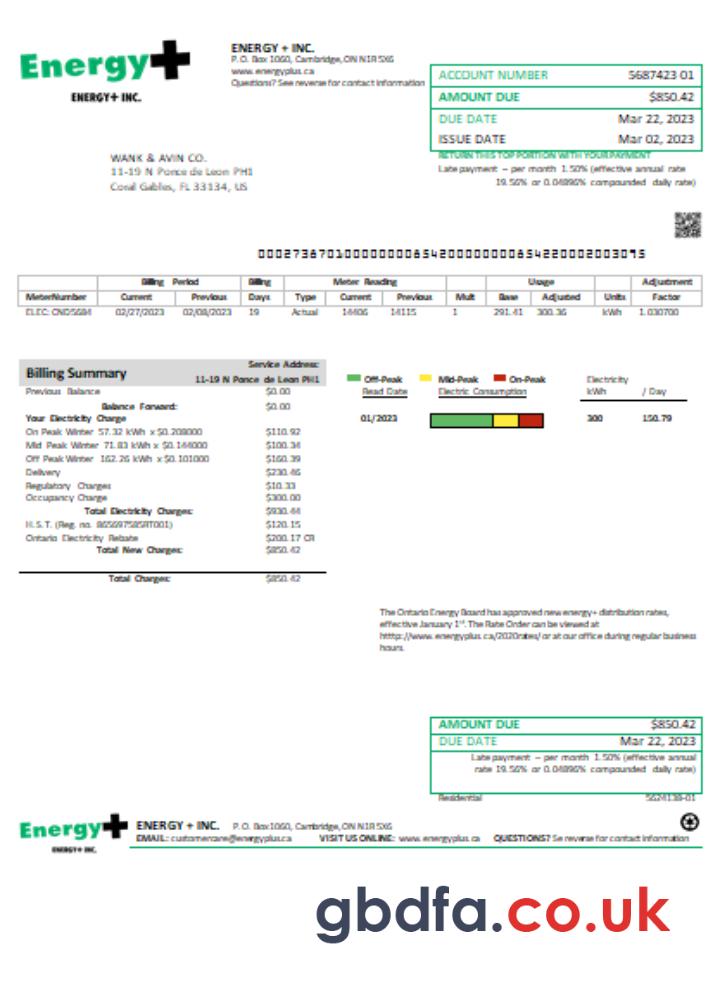 Energy+
ENERGY+ INC.
ENERGY + INC.
P.O. Box 1060, Cambridge, ON N1R 5X6
www.energyplus.ca
Questions? See reverse for contact information
ACCOUNT NUMBER 5687423 01
AMOUNT DUE $850.42
DUE DATE Mar 22, 2023
ISSUE DATE Mar 02, 2023
RETURN THIS TOP PORTION WITH YOUR PAYMENT
Late payment – per month 1.50% (effective annual rate
19.56% or 0.04896% compounded daily rate)
WANK & AVIN CO.
11-19 N Ponce de Leon PH1
Coral Gables, FL 33134, US
Billing Period Billing Meter Reading Usage Adjustment
MeterNumber Current Previous Days Type Current Previous Mult Base Adjusted Units Factor
ELEC: CND5684 02/27/2023 02/08/2023 19 Actual 14406 14115 1 291.41 300.36 kWh 1.030700
Billing Summary
Service Address:
11-19 N Ponce de Leon PH1
Previous Balance $0.00
Balance Forward: $0.00
Your Electricity Charge
On Peak Winter 57.32 kWh x $0.208000 $110.92
Mid Peak Winter 71.83 kWh x $0.144000 $100.34
Off Peak Winter 162.26 kWh x $0.101000 $160.39
Delivery $230.46
Regulatory Charges $10.33
Occupancy Charge $300.00
Total Electricity Charges: $930.44
H.S.T. (Reg. no. 865697585RT001) $120.15
Ontario Electricity Rebate $200.17 CR
Total New Charges: $850.42
Total Charges: $850.42
Off-Peak Mid-Peak On-Peak
Read Date Electric Consumption
Electricity
kWh / Day
01/2023 300 150.79
The Ontario Energy Board has approved new energy+ distribution rates,
effective January 1st. The Rate Order can be viewed at
htttp://www.energyplus.ca/2020rates/ or at our office during regular business
hours.
AMOUNT DUE $850.42
DUE DATE Mar 22, 2023
Late payment – per month 1.50% (effective annual
rate 19.56% or 0.04896% compounded daily rate)
Residential 5624138-01
Energy+
ENERGY+ INC.
ENERGY + INC. P.O. Box 1060, Cambridge, ON N1R 5X6
EMAIL: customercare@energyplus.ca VISIT US ONLINE: www.energyplus.ca QUESTIONS? Se reverse for contact information
gbdfa.co.uk